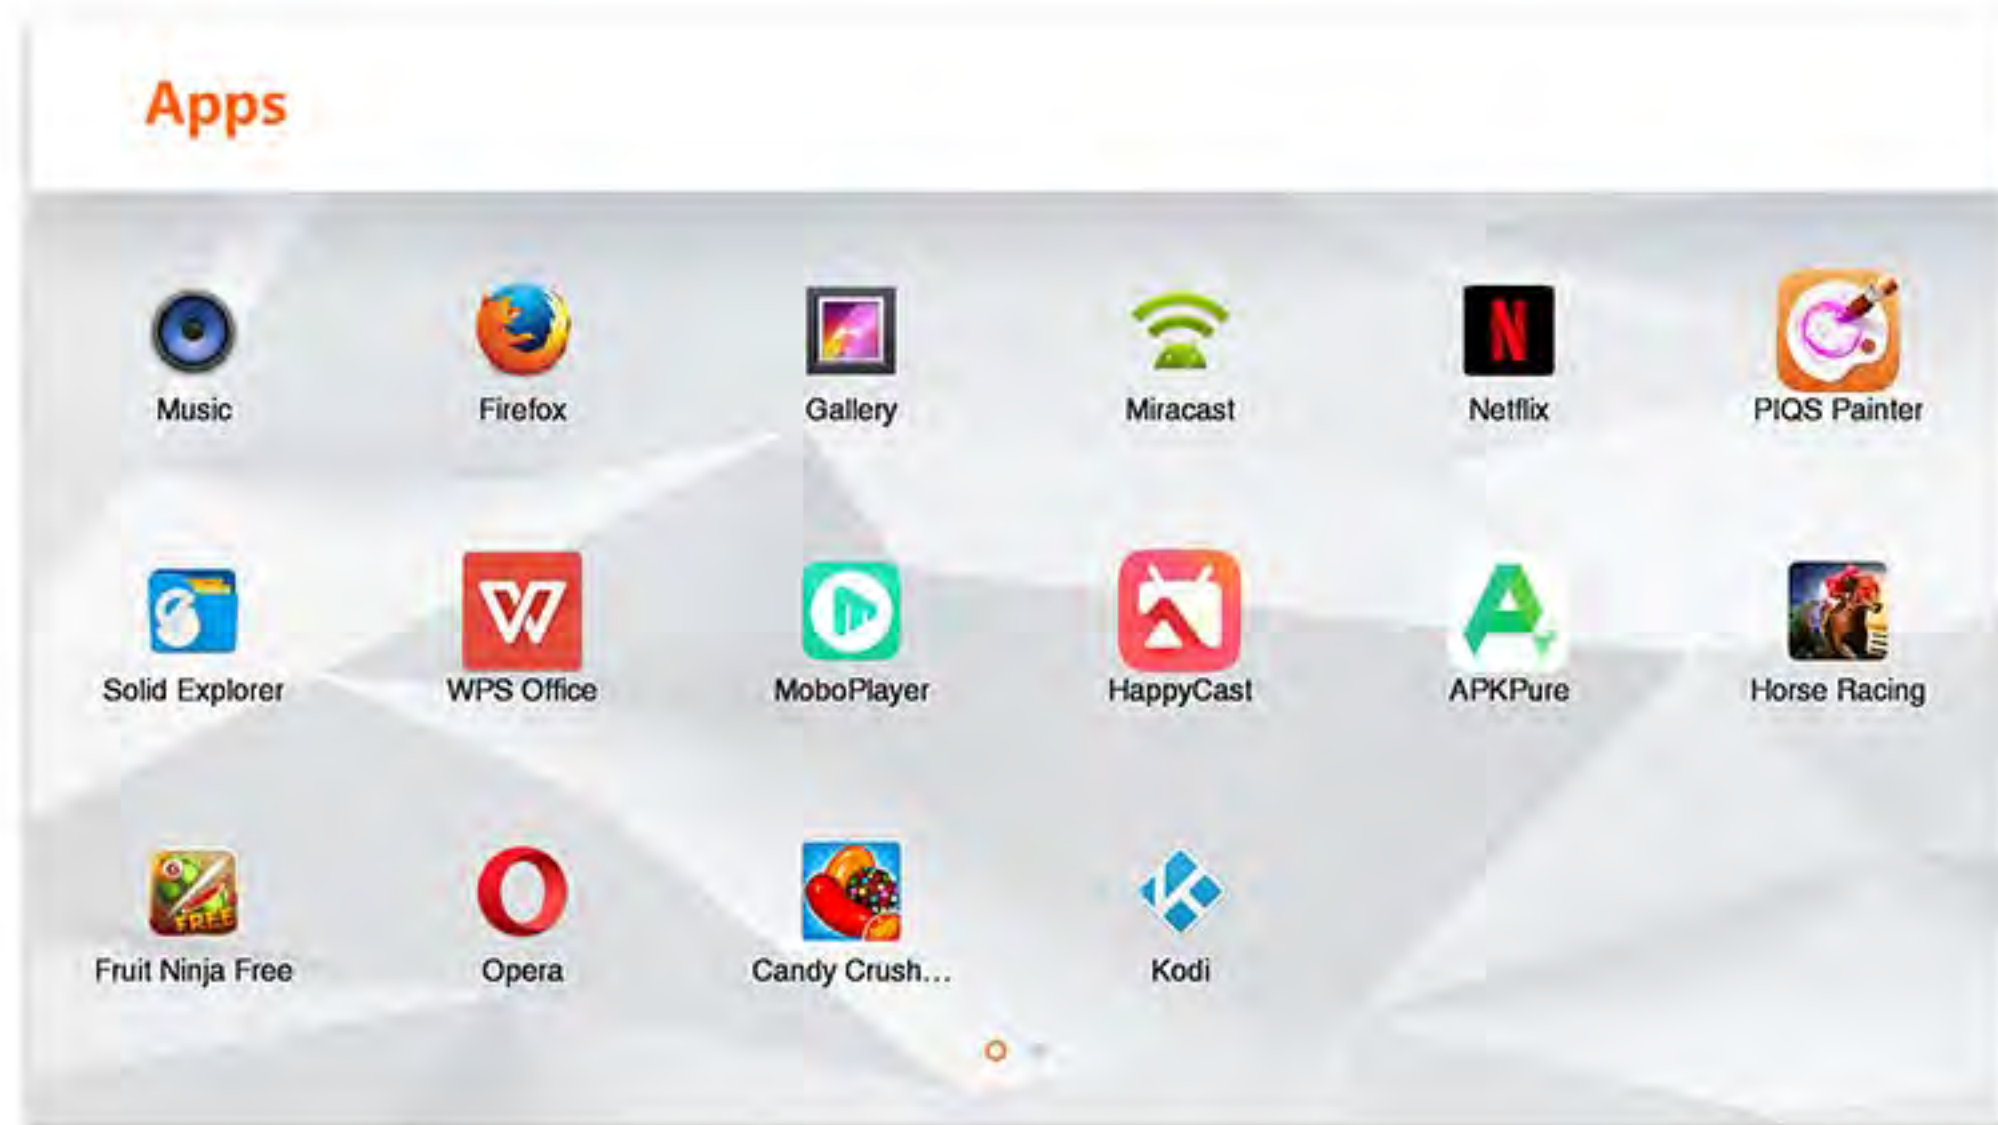 Apps
Music Firefox Gallery Miracast Netflix PIQS Painter
Solid Explorer WPS Office MoboPlayer HappyCast APKPure Horse Racing
FREE
Fruit Ninja Free Opera Candy Crush... Kodi